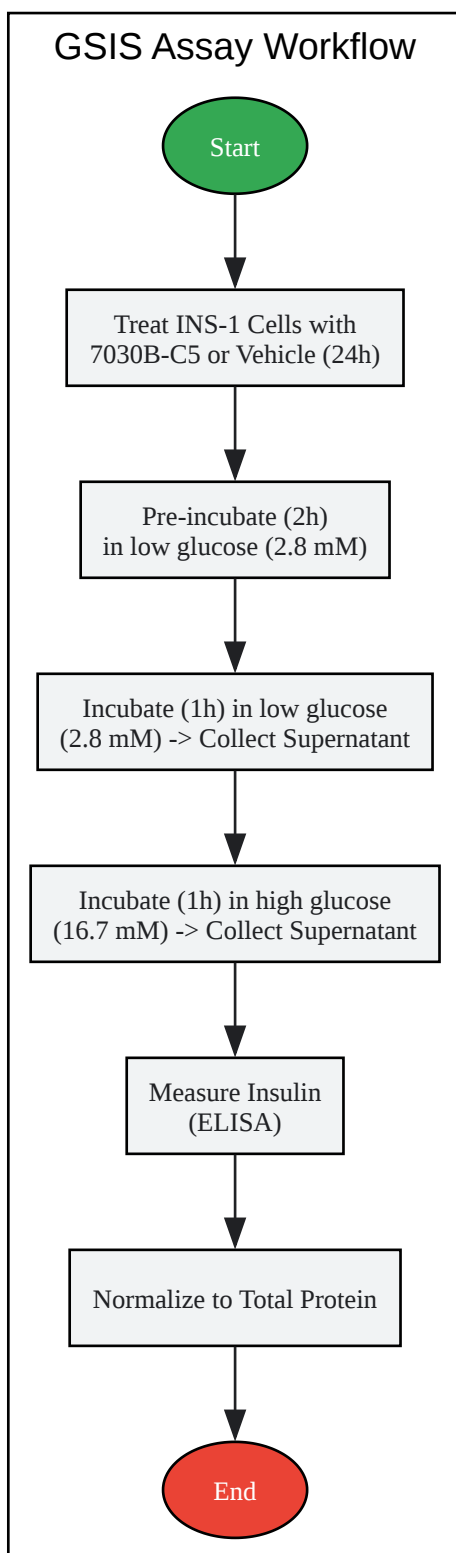 GSIS Assay Workflow
Start
Treat INS-1 Cells with
7030B-C5 or Vehicle (24h)
Pre-incubate (2h)
in low glucose (2.8 mM)
Incubate (1h) in low glucose
(2.8 mM) -> Collect Supernatant
Incubate (1h) in high glucose
(16.7 mM) -> Collect Supernatant
Measure Insulin
(ELISA)
Normalize to Total Protein
End